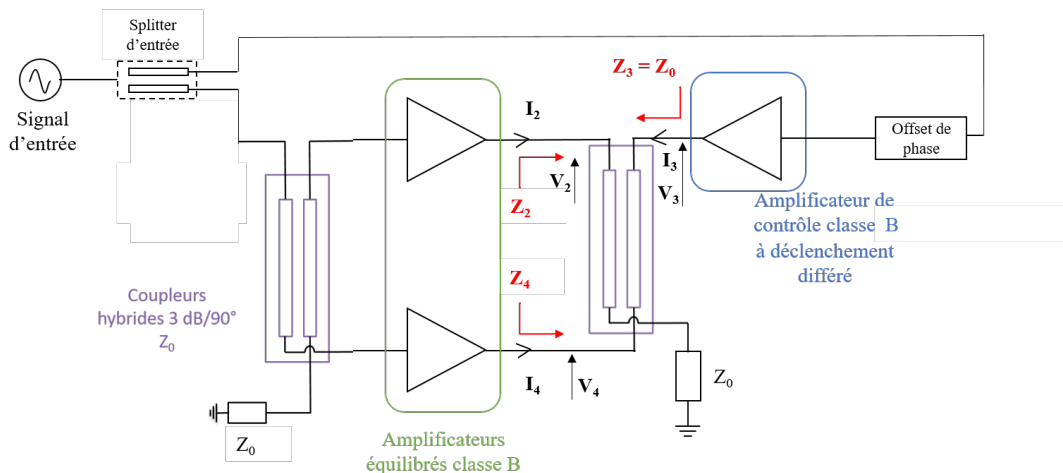 Splitter
d'entrée
Signal
d'entrée
Z3 = Z0
I2
V2
Z2
I3
V3
Offset de
phase
Amplificateur de
contrôle classe B
à déclenchement
différé
Z4
Coupleurs
hybrides 3 dB/90°
Z0
I4
V4
Z0
Z0
Amplificateurs
équilibrés classe B